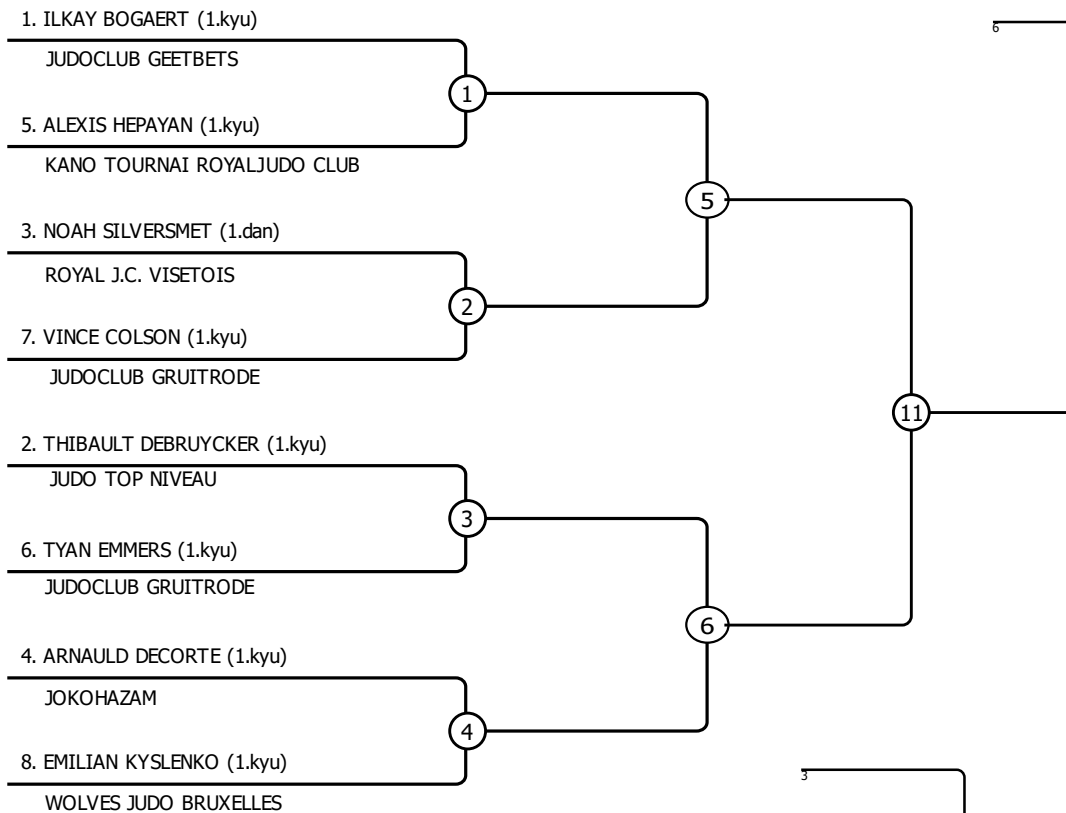 1. ILKAY BOGAERT (1.kyu)
JUDOCLUB GEETBETS
1
5. ALEXIS HEPAYAN (1.kyu)
KANO TOURNAI ROYALJUDO CLUB
5
3. NOAH SILVERSMET (1.dan)
ROYAL J.C. VISETOIS
2
7. VINCE COLSON (1.kyu)
JUDOCLUB GRUITRODE
11
2. THIBAULT DEBRUYCKER (1.kyu)
JUDO TOP NIVEAU
3
6. TYAN EMMERS (1.kyu)
JUDOCLUB GRUITRODE
6
4. ARNAULD DECORTE (1.kyu)
JOKOHAZAM
4
8. EMILIAN KYSLENKO (1.kyu)
WOLVES JUDO BRUXELLES
6
3